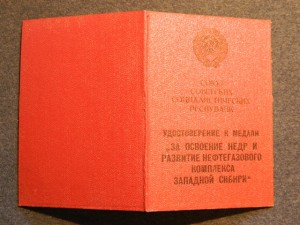 СОЮЗ
СОВЕТСКИХ
СОЦИАЛИСТИЧЕСКИХ
РЕСПУБЛИК
УДОСТОВЕРЕНИЕ К МЕДАЛИ
„ЗА ОСВОЕНИЕ НЕДР И
РАЗВИТИЕ НЕФТЕГАЗОВОГО
КОМПЛЕКСА
ЗАПАДНОЙ СИБИРИ"